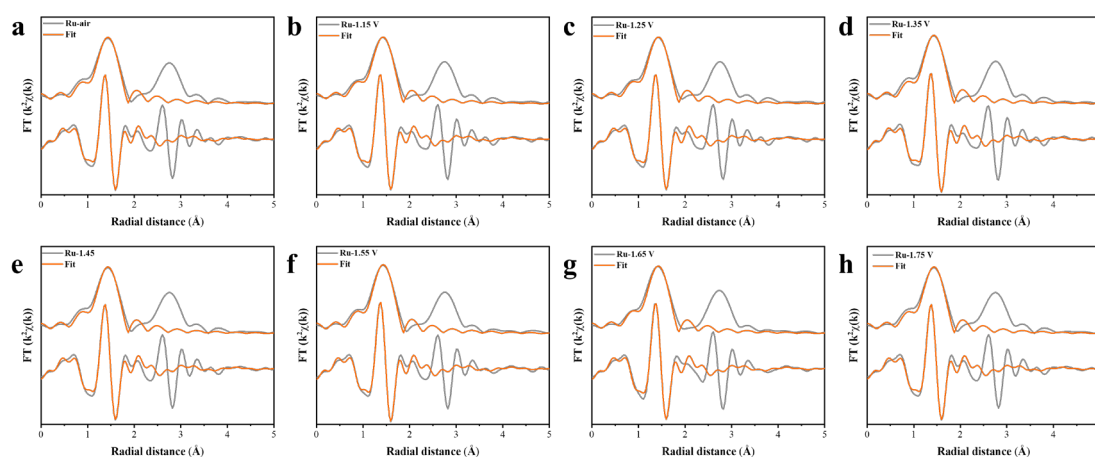 a
Ru-air
Fit
FT (k²χ(k))
0 1 2 3 4 5
Radial distance (Å)
b
Ru-1.15 V
Fit
FT (k²χ(k))
0 1 2 3 4 5
Radial distance (Å)
c
Ru-1.25 V
Fit
FT (k²χ(k))
0 1 2 3 4 5
Radial distance (Å)
d
Ru-1.35 V
Fit
FT (k²χ(k))
0 1 2 3 4
Radial distance (Å)
e
Ru-1.45
Fit
FT (k²χ(k))
0 1 2 3 4 5
Radial distance (Å)
f
Ru-1.55 V
Fit
FT (k²χ(k))
0 1 2 3 4 5
Radial distance (Å)
g
Ru-1.65 V
Fit
FT (k²χ(k))
0 1 2 3 4 5
Radial distance (Å)
h
Ru-1.75 V
Fit
FT (k²χ(k))
0 1 2 3 4
Radial distance (Å)